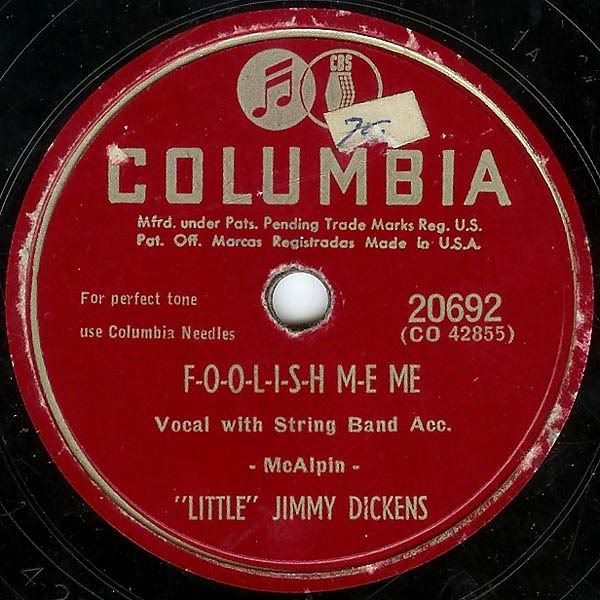 CBS
75.
COLUMBIA
Mfrd. under Pats. Pending Trade Marks Reg. U.S.
Pat. Off. Marcas Registradas Made in U.S.A.
For perfect tone
use Columbia Needles
20692
(CO 42855)
F-O-O-L-I-S-H M-E ME
Vocal with String Band Acc.
- McAlpin -
"LITTLE" JIMMY DICKENS
1A